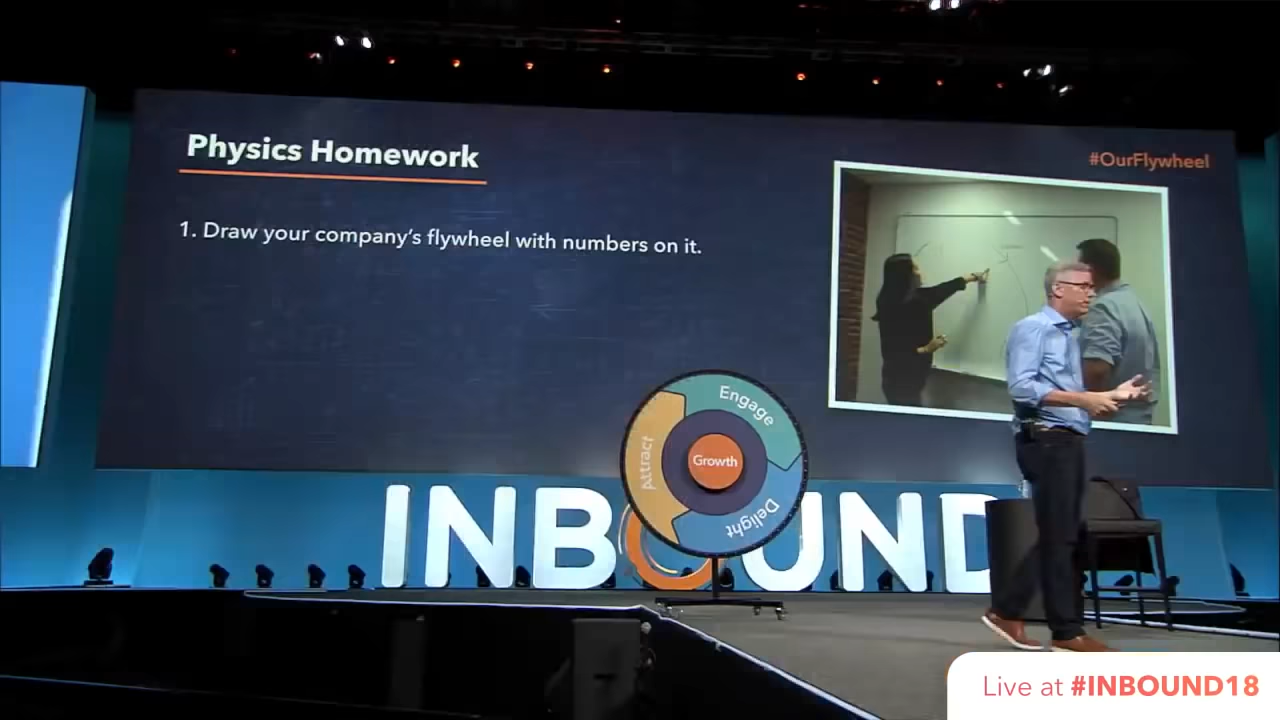 Physics Homework
#OurFlywheel
1. Draw your company's flywheel with numbers on it.
Engage
Attract
Growth
Delight
INBOUND
Live at #INBOUND18